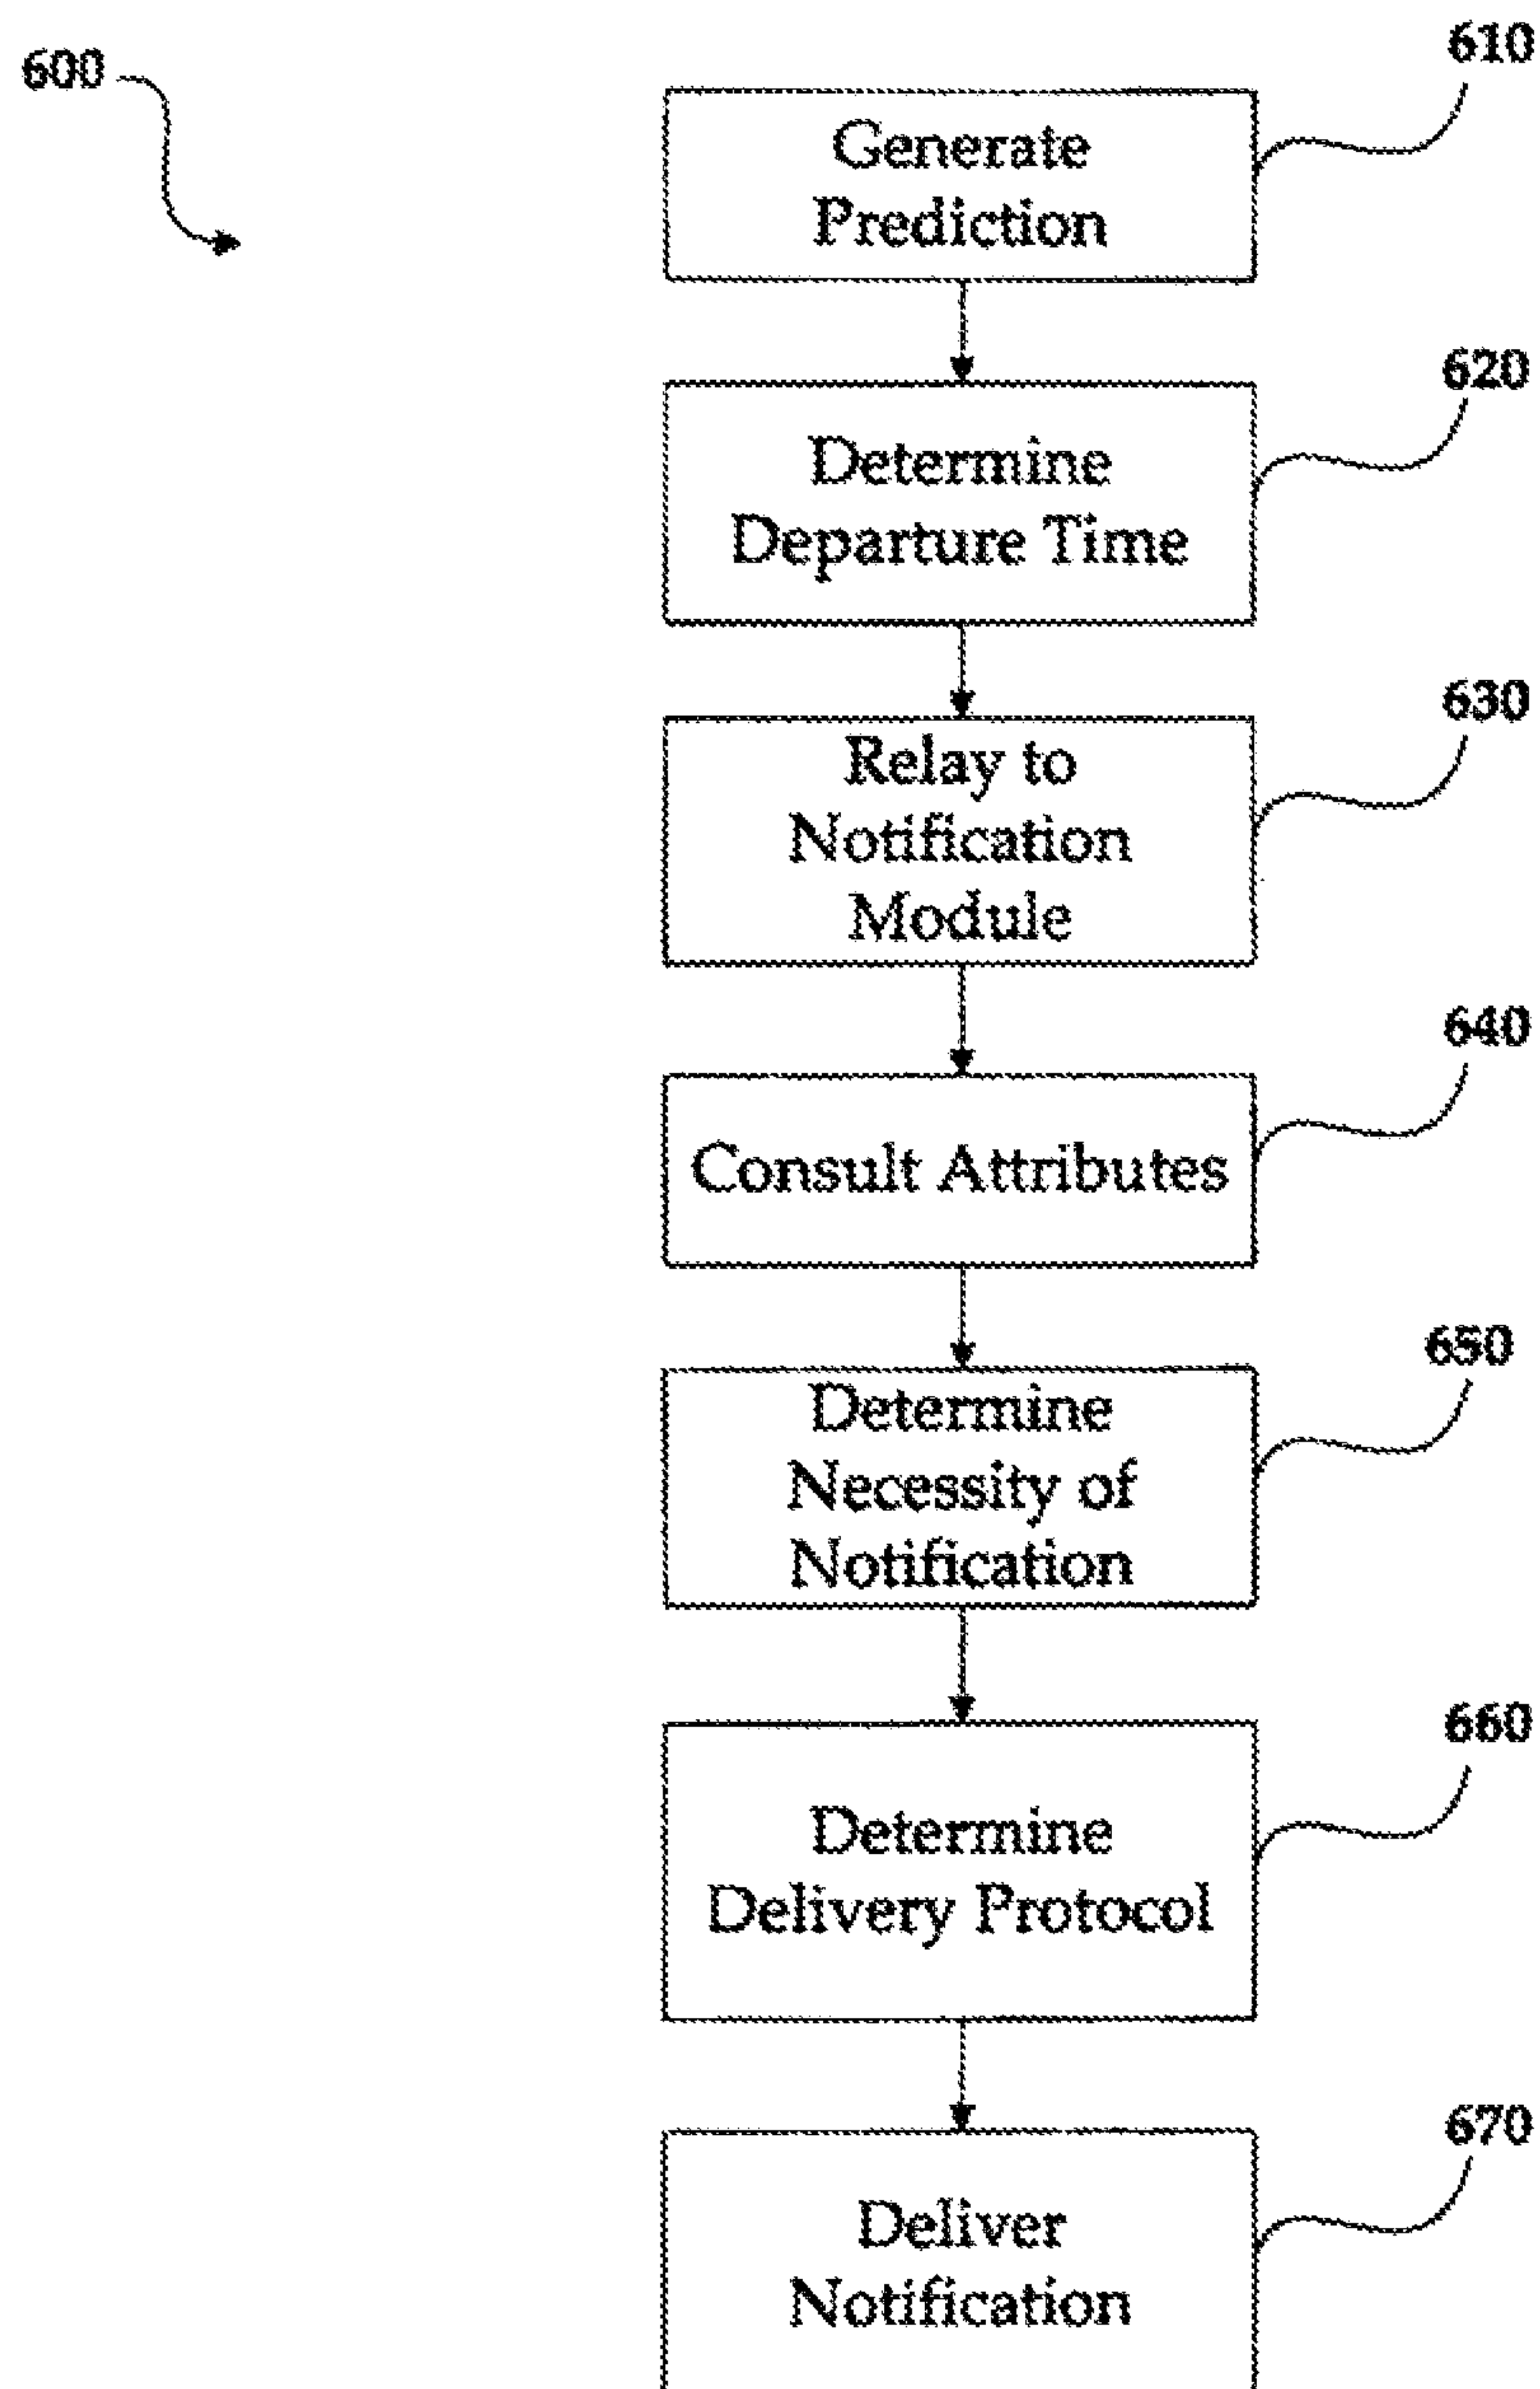 600
610
Generate
Prediction
620
Determine
Departure Time
630
Relay to
Notification
Module
640
Consult Attributes
650
Determine
Necessity of
Notification
660
Determine
Delivery Protocol
670
Deliver
Notification